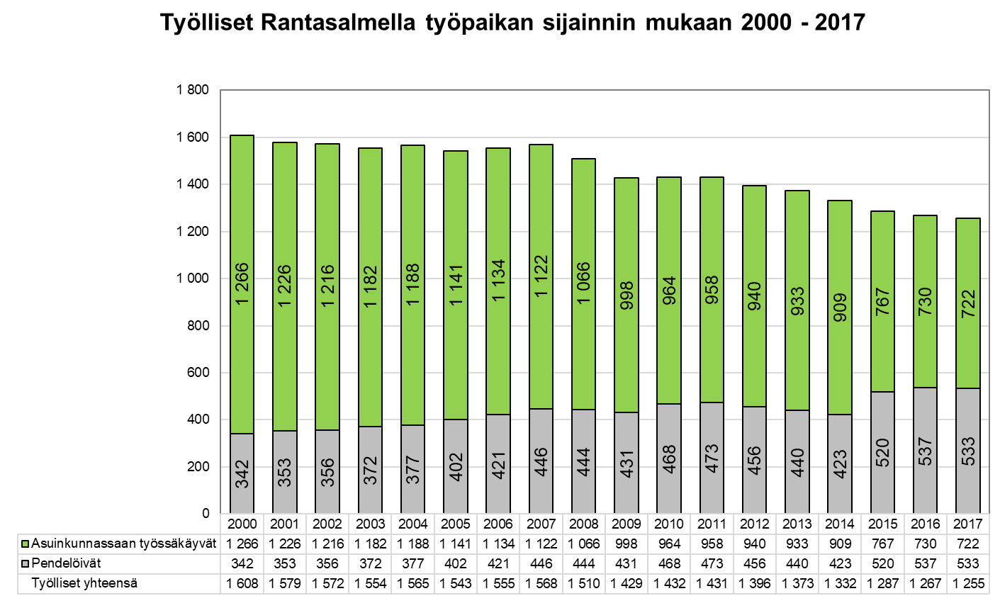 Työlliset Rantasalmella työpaikan sijainnin mukaan 2000 - 2017
1 800
1 600
1 400
1 200
1 000
800
600
400
200
0
1 266 1 226 1 216 1 182 1 188 1 141 1 134 1 122 1 066 998 964 958 940 933 909 767 730 722
342 353 356 372 377 402 421 446 444 431 468 473 456 440 423 520 537 533
2000 2001 2002 2003 2004 2005 2006 2007 2008 2009 2010 2011 2012 2013 2014 2015 2016 2017
Asuinkunnassaan työssäkäyvät 1 266 1 226 1 216 1 182 1 188 1 141 1 134 1 122 1 066 998 964 958 940 933 909 767 730 722
Pendelöivät 342 353 356 372 377 402 421 446 444 431 468 473 456 440 423 520 537 533
Työlliset yhteensä 1 608 1 579 1 572 1 554 1 565 1 543 1 555 1 568 1 510 1 429 1 432 1 431 1 396 1 373 1 332 1 287 1 267 1 255